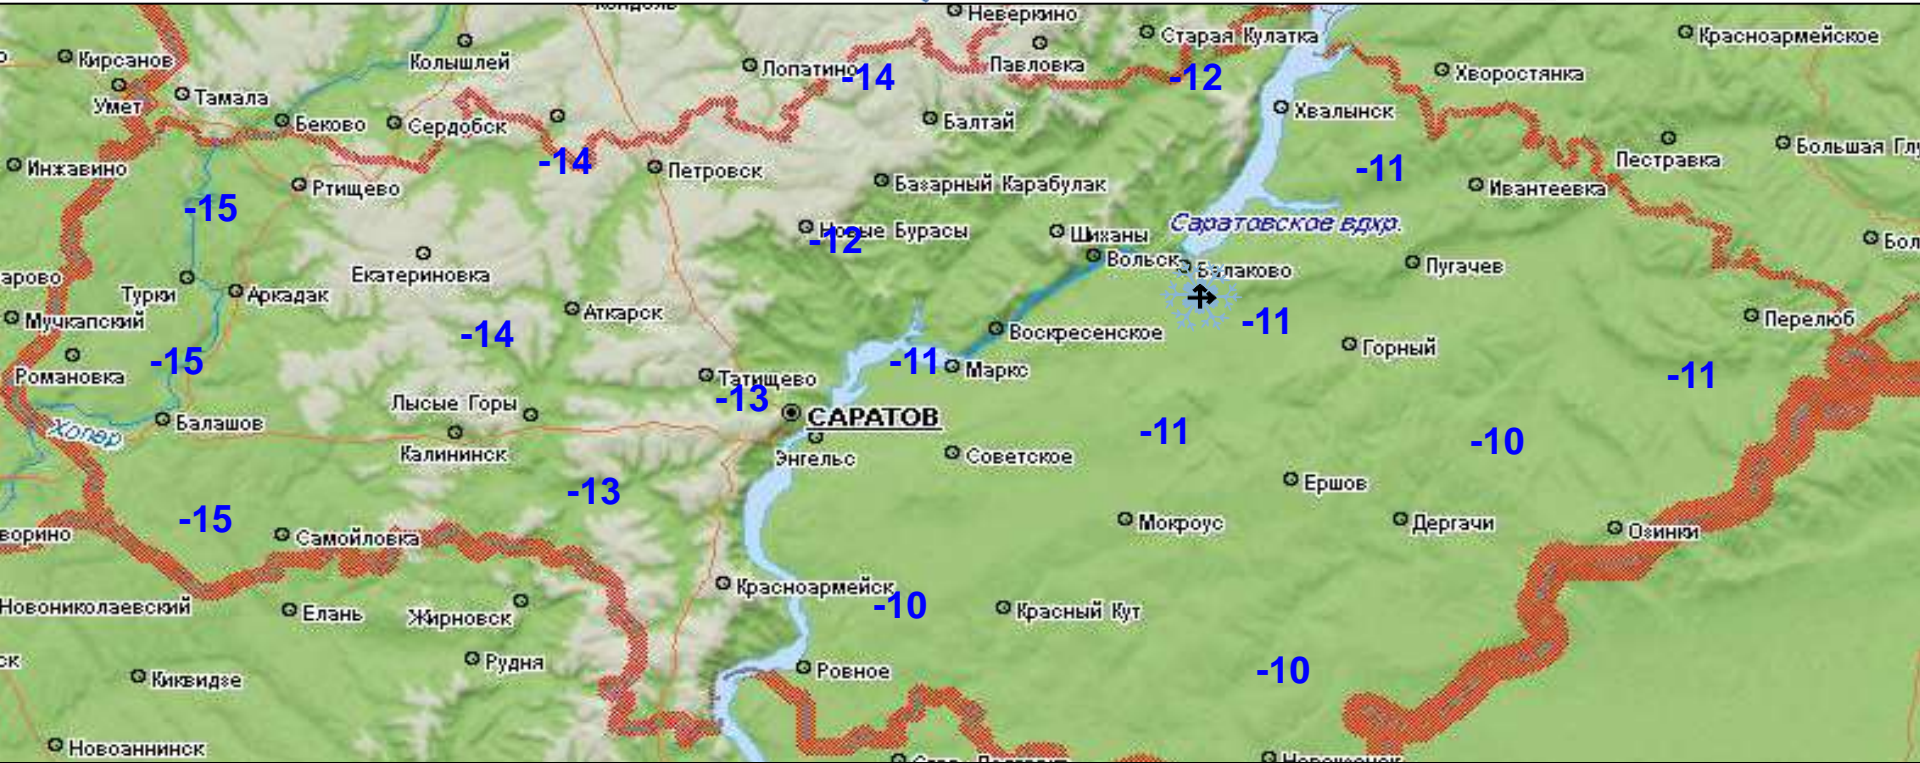 Неверкино
Старая Кулатка
Красноармейское
Кирсанов
Колышлей
Лопатино
-14
Павловка
-12
Хворостянка
Умет
Тамала
Беково
Сердобск
Балтай
Хвалынск
Пестравка
Инжавино
Ртищево
-14
Петровск
Базарный Карабулак
-11
Ивантеевка
-15
Новые Бурасы
-12
Шиханы
Саратовское вдхр.
Екатериновка
Вольск
Балаково
Пугачев
Турки
Аркадак
Аткарск
Мучкапский
-14
Воскресенское
-11
Горный
Перелюб
-15
Романовка
Татищево
-11
Маркс
-11
-13
Лысые Горы
САРАТОВ
Балашов
Хопер
Калининск
Энгельс
Советское
-11
-10
-13
Ершов
-15
Самойловка
Мокроус
Дергачи
Озинки
Новониколаевский
Елань
Жирновск
Красноармейск
-10
Красный Кут
Рудня
Ровное
-10
Киквидзе
Новоаннинск